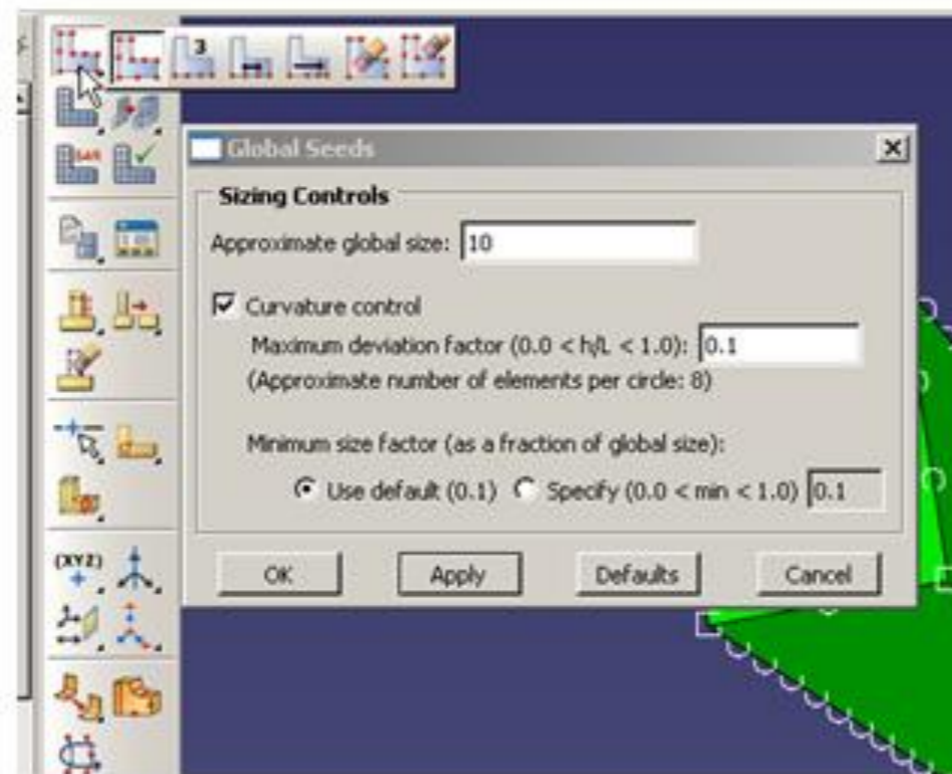 3
Global Seeds
Sizing Controls
Approximate global size: 10
Curvature control
Maximum deviation factor (0.0 < h/L < 1.0): 0.1
(Approximate number of elements per circle: 8)
Minimum size factor (as a fraction of global size):
Use default (0.1) Specify (0.0 < min < 1.0) 0.1
OK Apply Defaults Cancel
(XYZ)